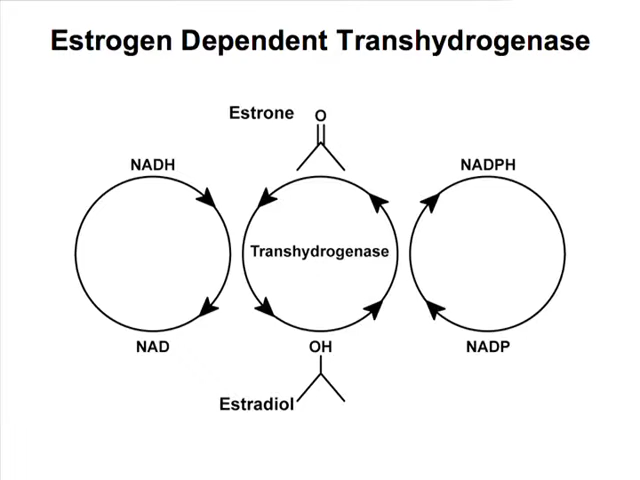 Estrogen Dependent Transhydrogenase
Estrone
O
NADH
NADPH
Transhydrogenase
NAD
OH
NADP
Estradiol